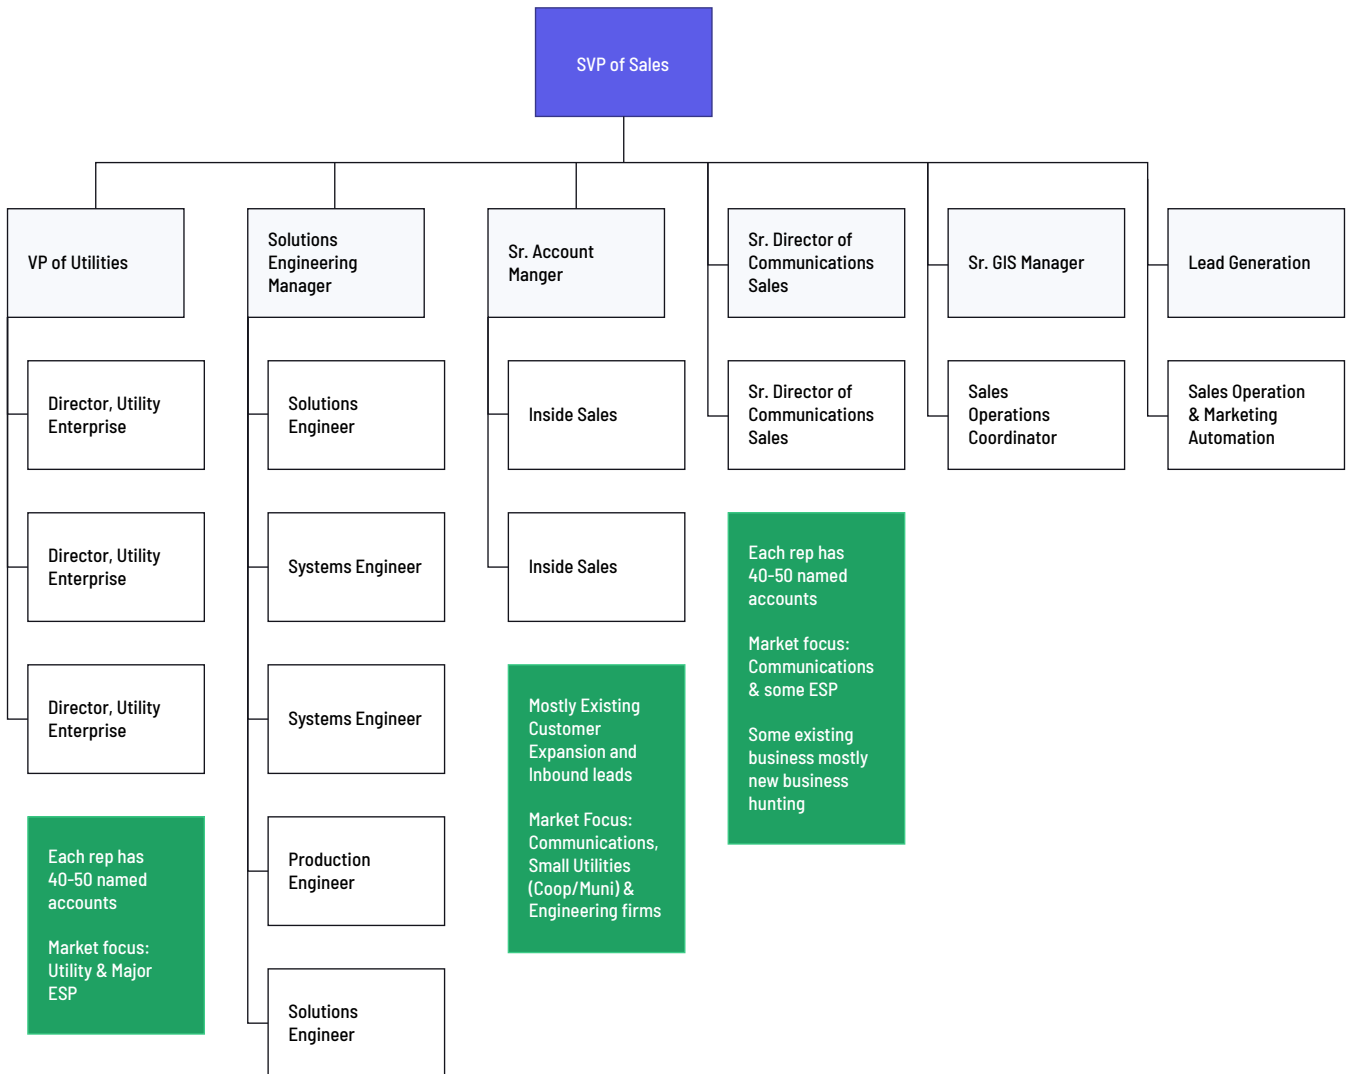 SVP of Sales
VP of Utilities
Director, Utility
Enterprise
Director, Utility
Enterprise
Director, Utility
Enterprise
Each rep has
40-50 named
accounts
Market focus:
Utility & Major
ESP
Solutions
Engineering
Manager
Solutions
Engineer
Systems Engineer
Systems Engineer
Production
Engineer
Solutions
Engineer
Sr. Account
Manger
Inside Sales
Inside Sales
Mostly Existing
Customer
Expansion and
Inbound leads
Market Focus:
Communications,
Small Utilities
(Coop/Muni) &
Engineering firms
Sr. Director of
Communications
Sales
Sr. Director of
Communications
Sales
Each rep has
40-50 named
accounts
Market focus:
Communications
& some ESP
Some existing
business mostly
new business
hunting
Sr. GIS Manager
Sales
Operations
Coordinator
Lead Generation
Sales Operation
& Marketing
Automation